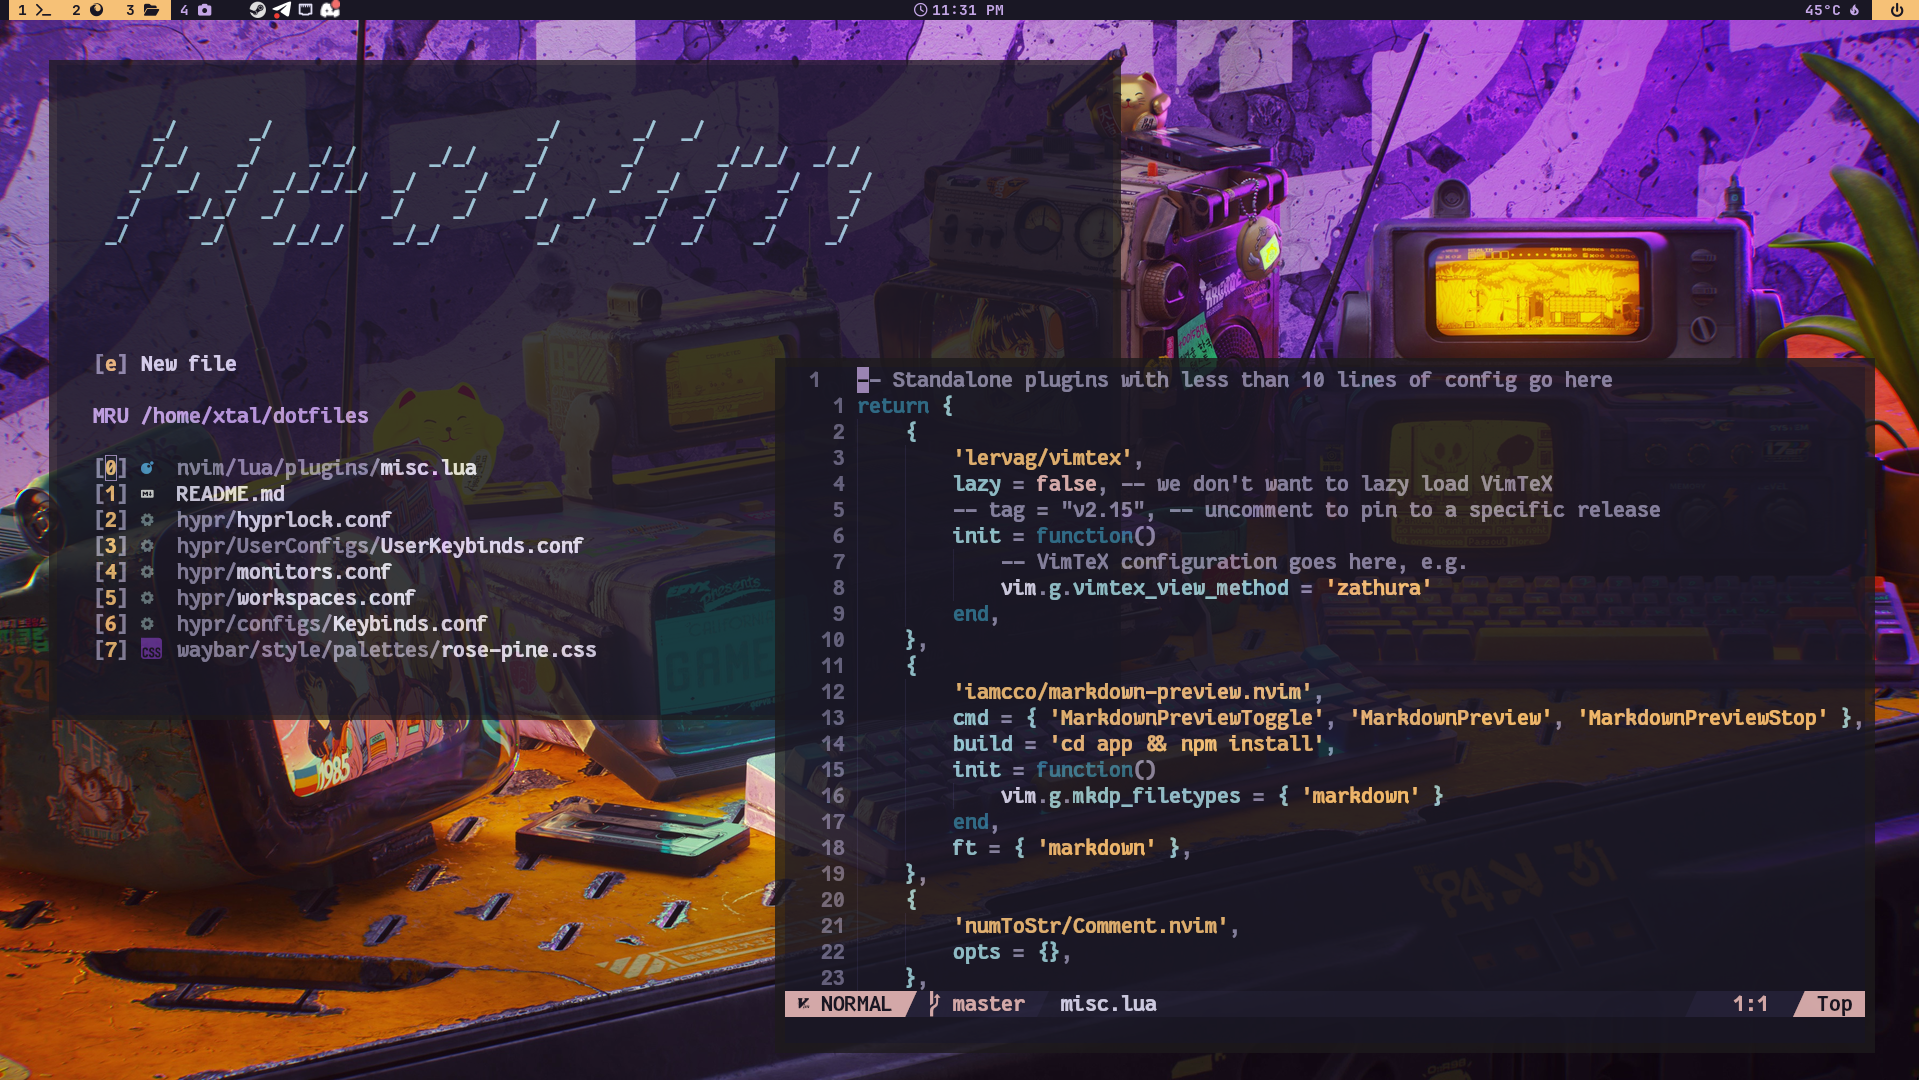 1 2 3 4
11:31 PM
45°C
[e] New file
MRU /home/xtal/dotfiles
[0] nvim/lua/plugins/misc.lua
[1] README.md
[2] hypr/hyprlock.conf
[3] hypr/UserConfigs/UserKeybinds.conf
[4] hypr/monitors.conf
[5] hypr/workspaces.conf
[6] hypr/configs/Keybinds.conf
[7] waybar/style/palettes/rose-pine.css
1 -- Standalone plugins with less than 10 lines of config go here
1 return {
2 {
3 'lervag/vimtex',
4 lazy = false, -- we don't want to lazy load VimTeX
5 -- tag = "v2.15", -- uncomment to pin to a specific release
6 init = function()
7 -- VimTeX configuration goes here, e.g.
8 vim.g.vimtex_view_method = 'zathura'
9 end,
10 },
11 {
12 'iamcco/markdown-preview.nvim',
13 cmd = { 'MarkdownPreviewToggle', 'MarkdownPreview', 'MarkdownPreviewStop' },
14 build = 'cd app && npm install',
15 init = function()
16 vim.g.mkdp_filetypes = { 'markdown' }
17 end,
18 ft = { 'markdown' },
19 },
20 {
21 'numToStr/Comment.nvim',
22 opts = {},
23 },
NORMAL master misc.lua 1:1 Top
ARCADE
EPYX
Presents
GAME
1985